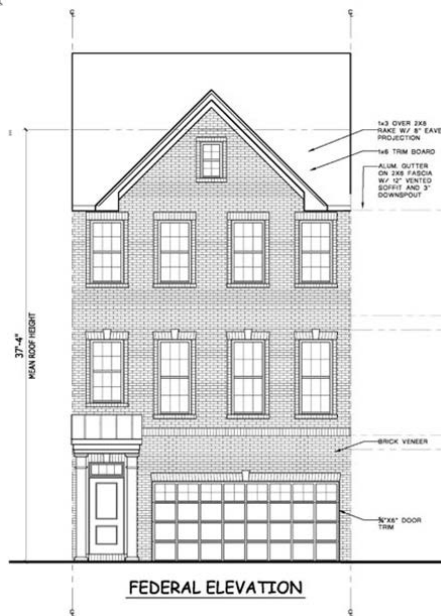 1x3 OVER 2X8
RAKE W/ 8" EAVE
PROJECTION
1x6 TRIM BOARD
ALUM. GUTTER
ON 2X6 FASCIA
W/ 12" VENTED
SOFFIT AND 3"
DOWNSPOUT
37'-4"
MEAN ROOF HEIGHT
BRICK VENEER
DOOR
TRIM
FEDERAL ELEVATION